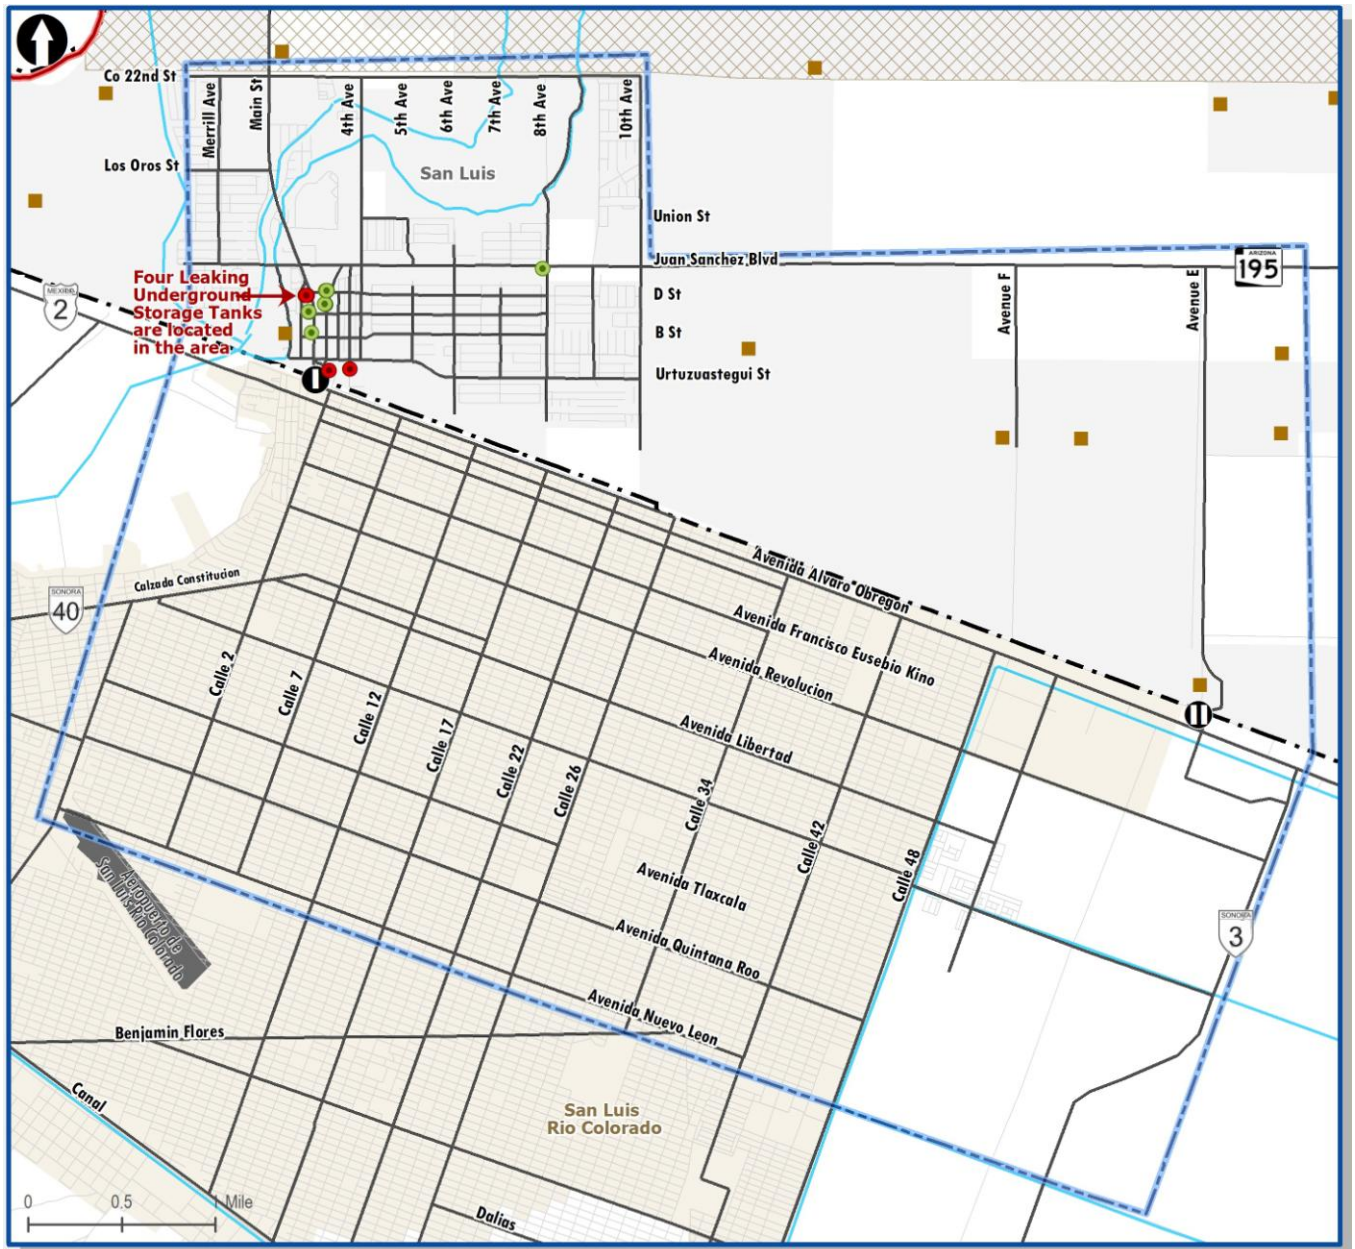 Co 22nd St
Merrill Ave
Main St
4th Ave
5th Ave
6th Ave
7th Ave
8th Ave
10th Ave
Los Oros St
San Luis
Union St
Juan Sanchez Blvd
ARIZONA
195
Four Leaking
Underground
Storage Tanks
are located
in the area
MEXICO
2
D St
B St
Urtuzuastegui St
Avenue F
Avenue E
I
II
Calzada Constitucion
SONORA
40
Avenida Alvaro Obregon
Avenida Francisco Eusebio Kino
Avenida Revolucion
Avenida Libertad
Calle 2
Calle 7
Calle 12
Calle 17
Calle 22
Calle 26
Calle 34
Calle 42
Calle 48
Avenida Tlaxcala
Avenida Quintana Roo
Avenida Nuevo Leon
Aeropuerto de
San Luis Rio Colorado
SONORA
3
Benjamin Flores
Canal
San Luis
Rio Colorado
Dalias
0 0.5 1 Mile